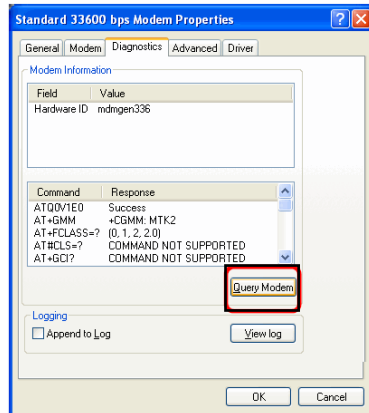 Standard 33600 bps Modem Properties
General Modem Diagnostics Advanced Driver
Modem Information
Field Value
Hardware ID mdmgen336
Command Response
ATQ0V1E0 Success
AT+GMM +CGMM: MTK2
AT+FCLASS=? (0, 1, 2, 2.0)
AT#CLS=? COMMAND NOT SUPPORTED
AT+GCI? COMMAND NOT SUPPORTED
Query Modem
Logging
Append to Log View log
OK Cancel